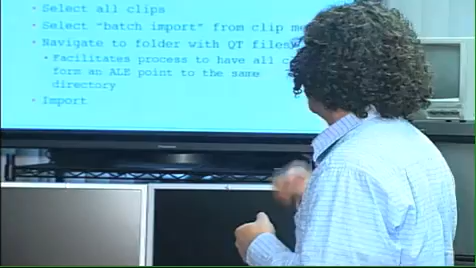 • Select all clips
• Select "batch import" from clip me
• Navigate to folder with QT files
• Facilitates process to have all c
form an ALE point to the same
directory
• Import